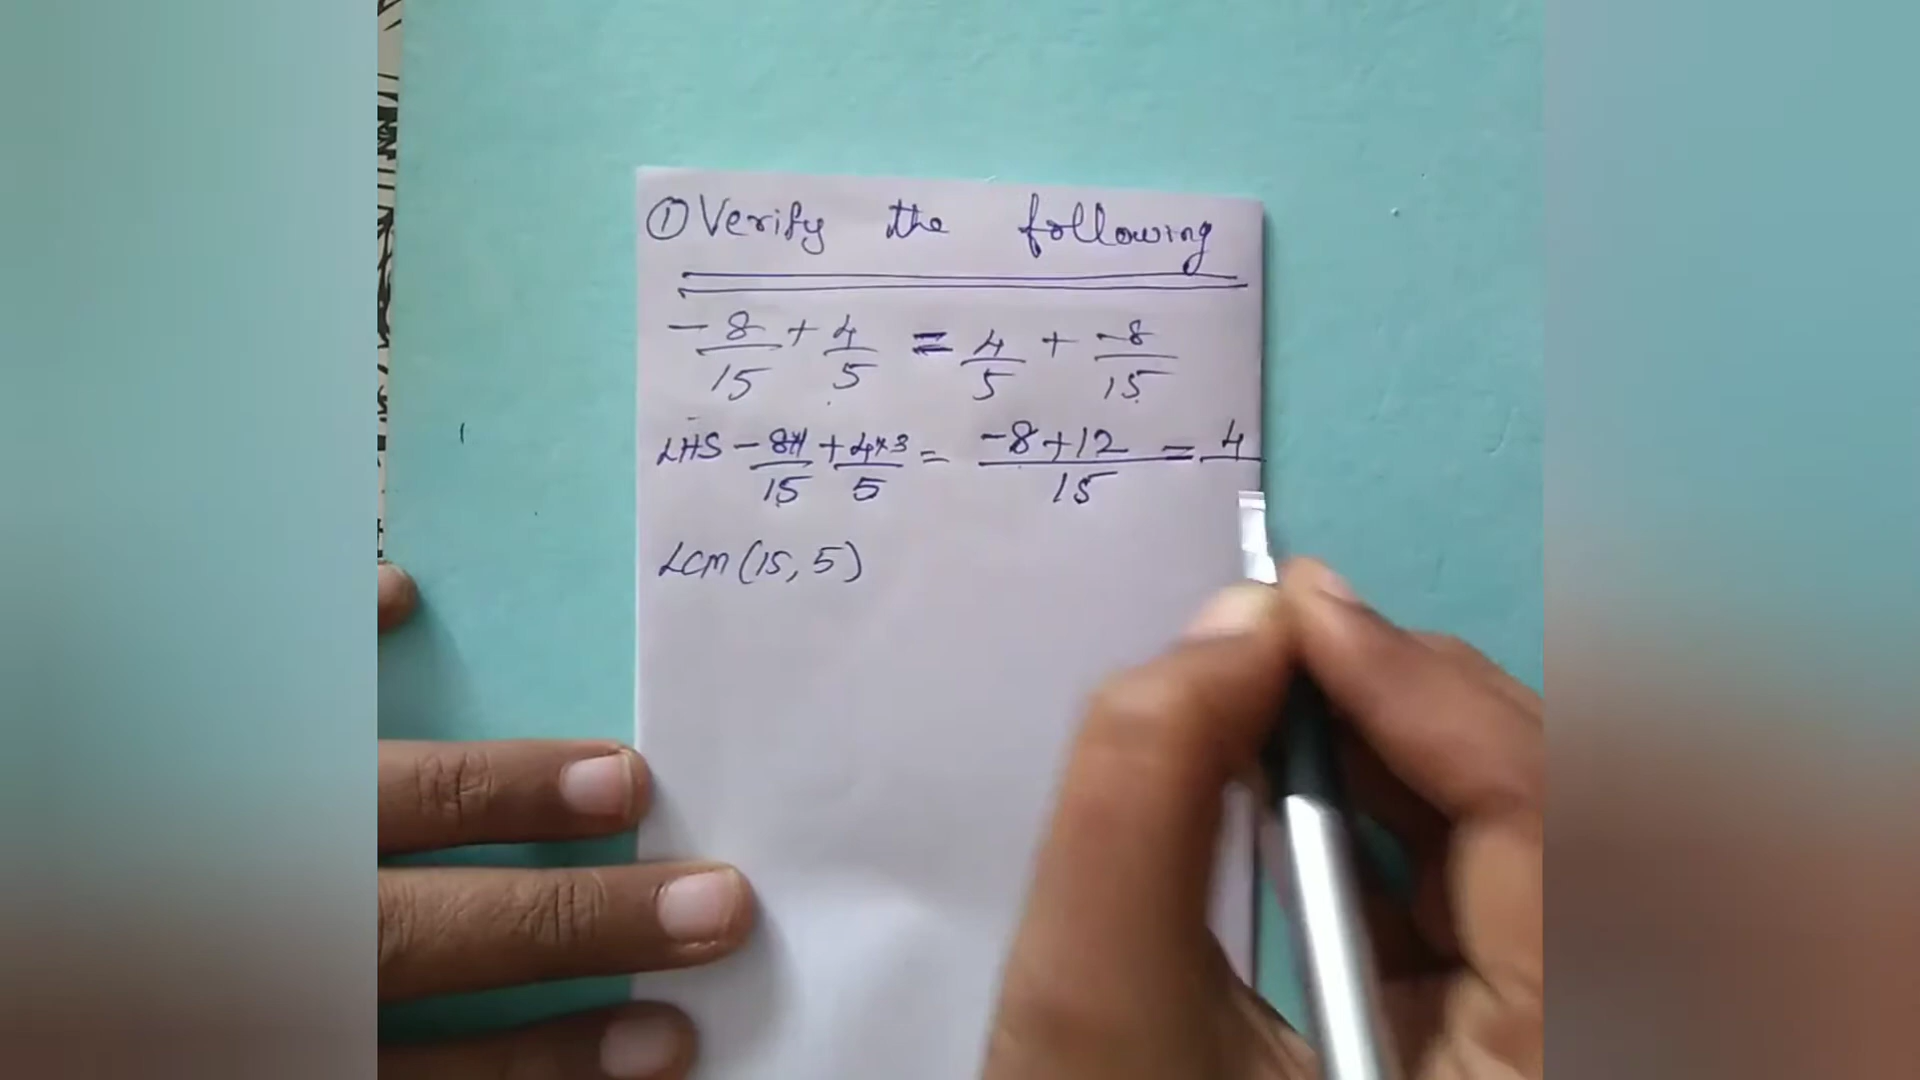 ① Verify the following
-8/15 + 4/5 = 4/5 + -8/15
LHS -8×1/15 + 4×3/5 = -8+12/15 = 4
LCM (15, 5)